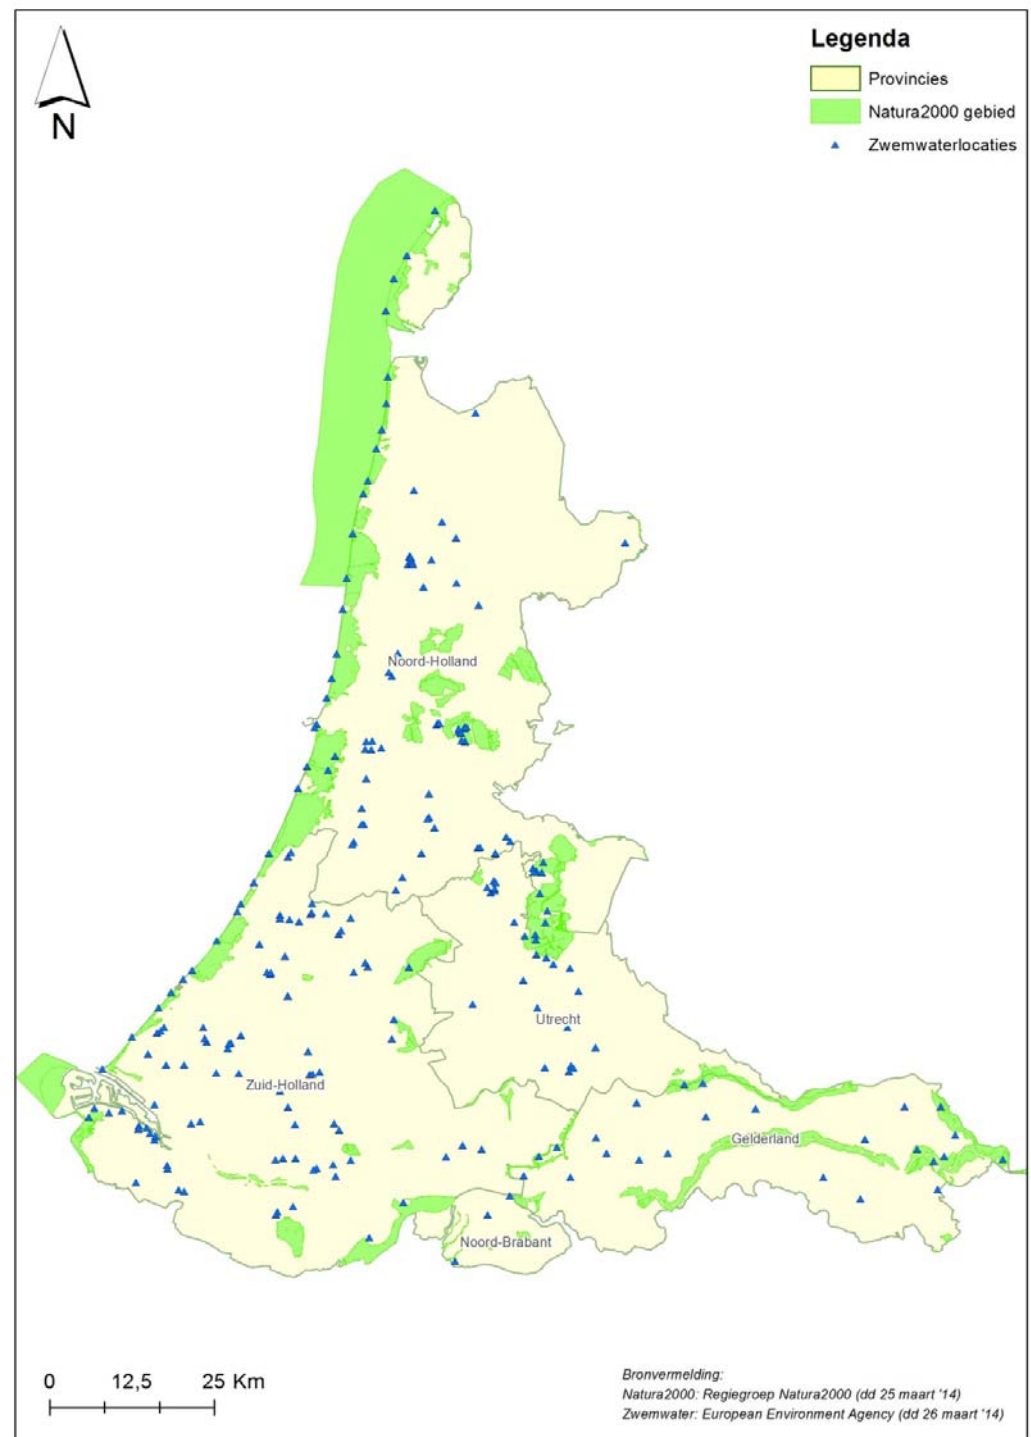 Legenda
Provincies
Natura2000 gebied
Zwemwaterlocaties
N
Noord-Holland
Utrecht
Zuid-Holland
Gelderland
Noord-Brabant
0 12,5 25 Km
Bronvermelding:
Natura2000: Regiegroep Natura2000 (dd 25 maart '14)
Zwemwater: European Environment Agency (dd 26 maart '14)